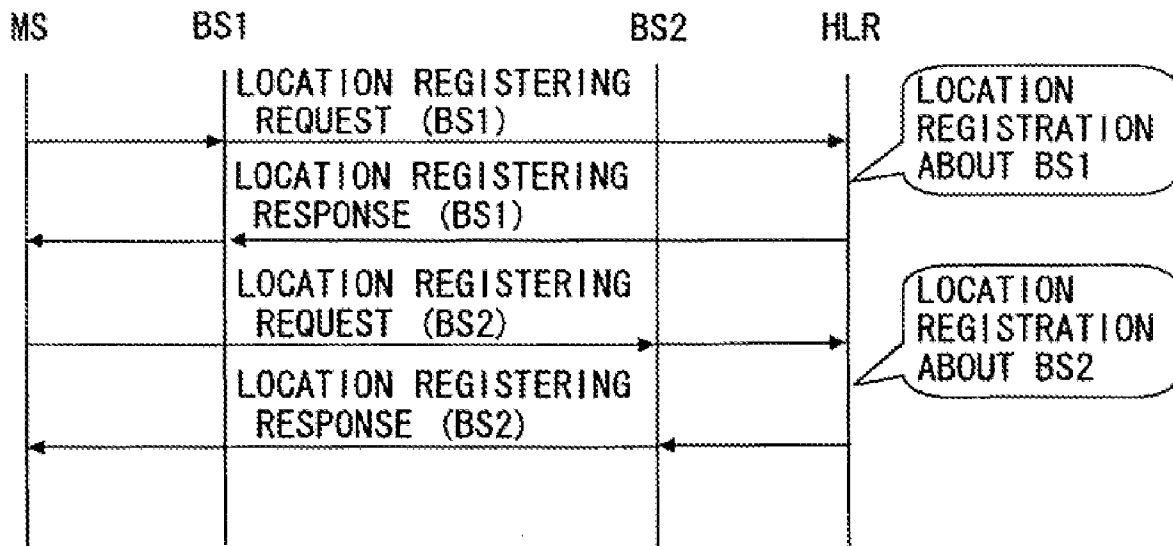 MS BS1 BS2 HLR
LOCATION REGISTERING
REQUEST (BS1)
LOCATION
REGISTRATION
ABOUT BS1
LOCATION REGISTERING
RESPONSE (BS1)
LOCATION REGISTERING
REQUEST (BS2)
LOCATION
REGISTRATION
ABOUT BS2
LOCATION REGISTERING
RESPONSE (BS2)